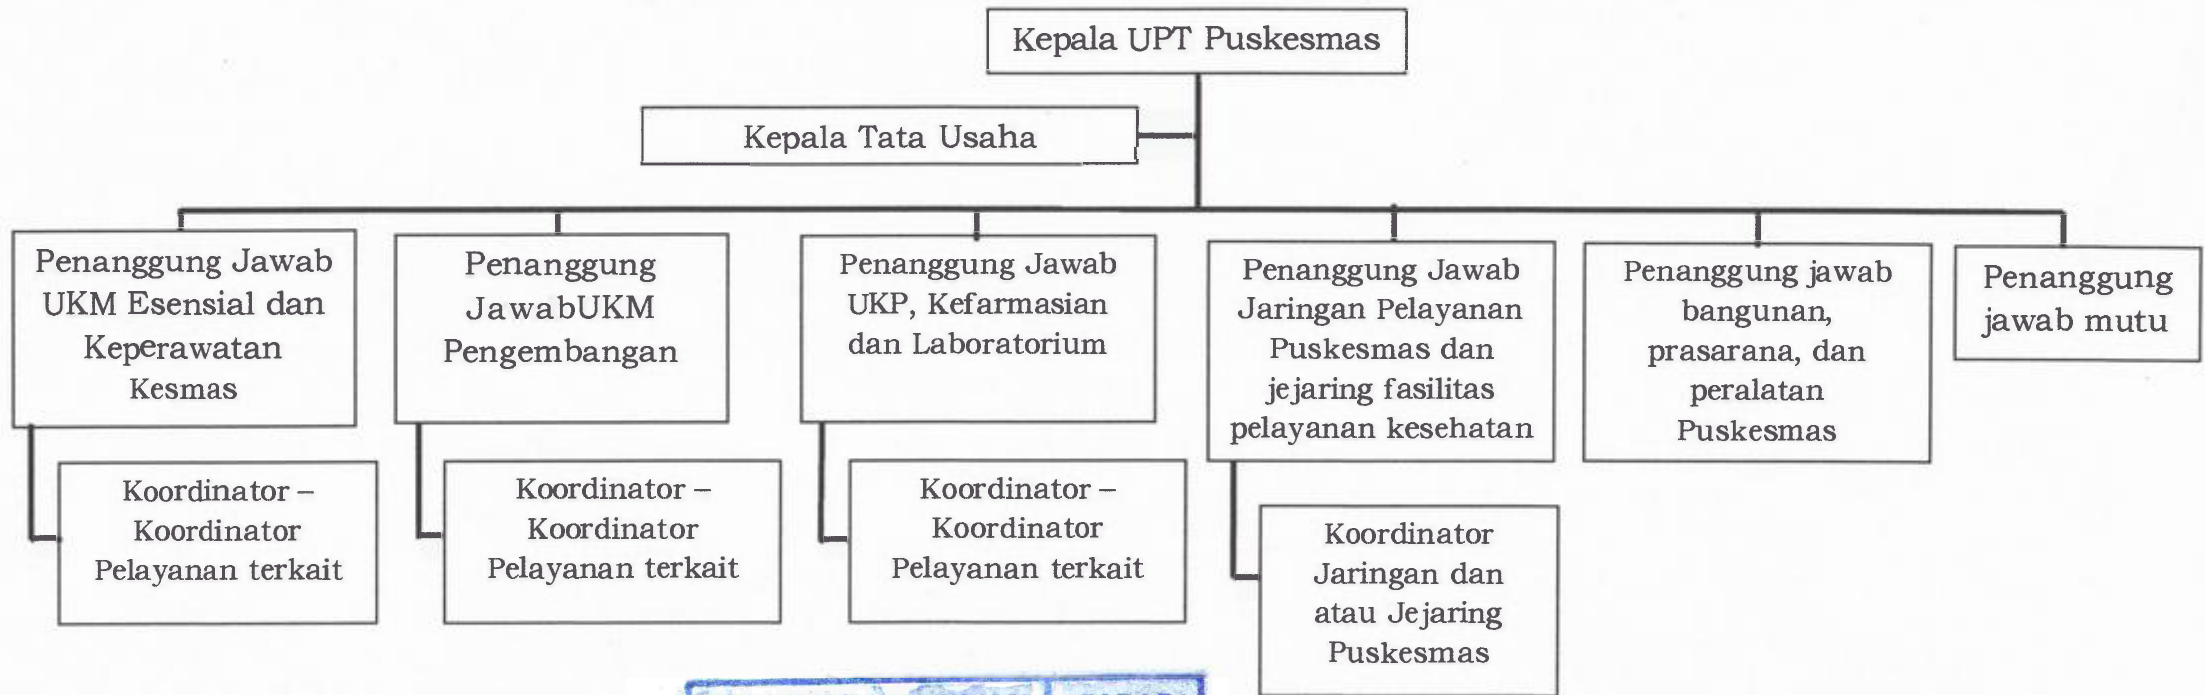 Kepala UPT Puskesmas
Kepala Tata Usaha
Penanggung Jawab
UKM Esensial dan
Keperawatan
Kesmas
Penanggung
JawabUKM
Pengembangan
Penanggung Jawab
UKP, Kefarmasian
dan Laboratorium
Penanggung Jawab
Jaringan Pelayanan
Puskesmas dan
jejaring fasilitas
pelayanan kesehatan
Penanggung jawab
bangunan,
prasarana, dan
peralatan
Puskesmas
Penanggung
jawab mutu
Koordinator –
Koordinator
Pelayanan terkait
Koordinator –
Koordinator
Pelayanan terkait
Koordinator –
Koordinator
Pelayanan terkait
Koordinator
Jaringan dan
atau Jejaring
Puskesmas